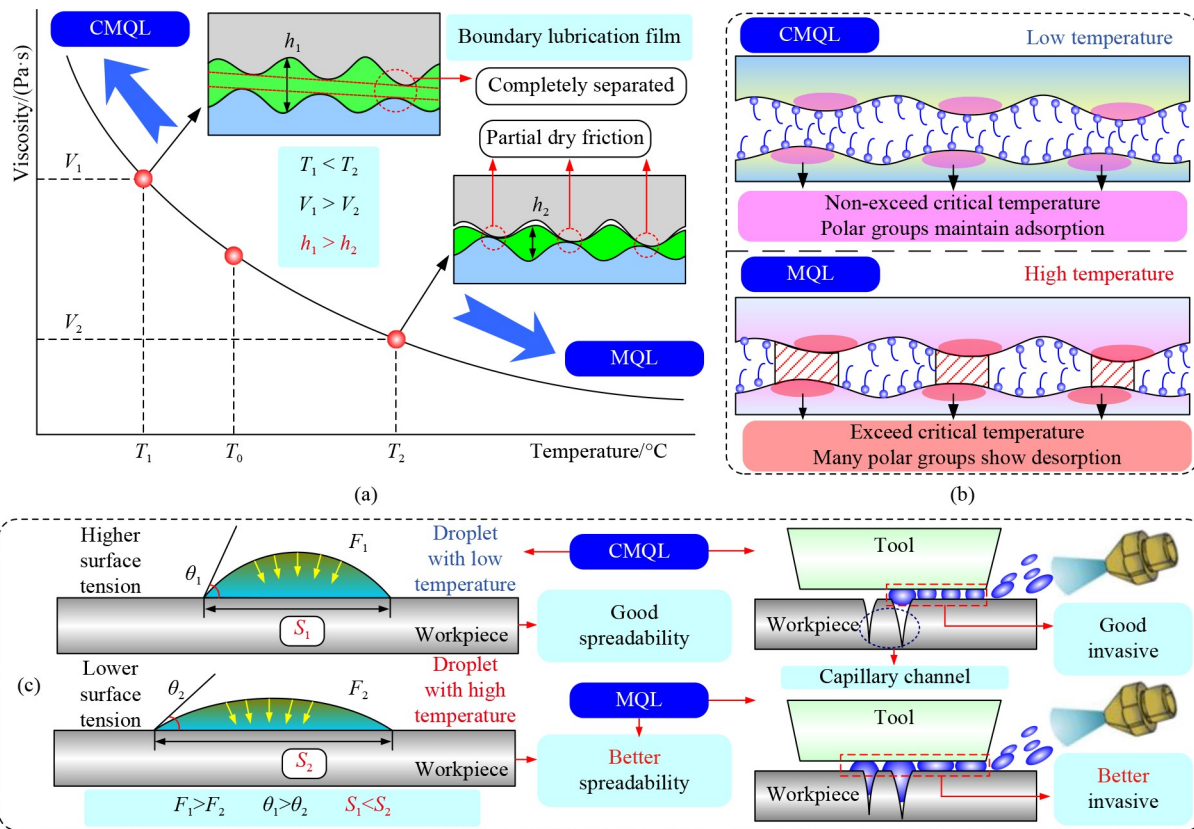 CMQL
Viscosity/(Pa·s)
h1
Boundary lubrication film
Completely separated
Partial dry friction
V1
T1 < T2
V1 > V2
h1 > h2
h2
V2
MQL
T1
T0
T2
Temperature/°C
(a)
CMQL
Low temperature
Non-exceed critical temperature
Polar groups maintain adsorption
MQL
High temperature
Exceed critical temperature
Many polar groups show desorption
(b)
(c)
Higher
surface
tension
θ1
F1
Droplet
with low
temperature
S1
Workpiece
CMQL
Good
spreadability
Tool
Workpiece
Good
invasive
Capillary channel
Lower
surface
tension
θ2
F2
Droplet
with high
temperature
S2
Workpiece
F1>F2
θ1>θ2
S1<S2
MQL
Better
spreadability
Tool
Workpiece
Better
invasive